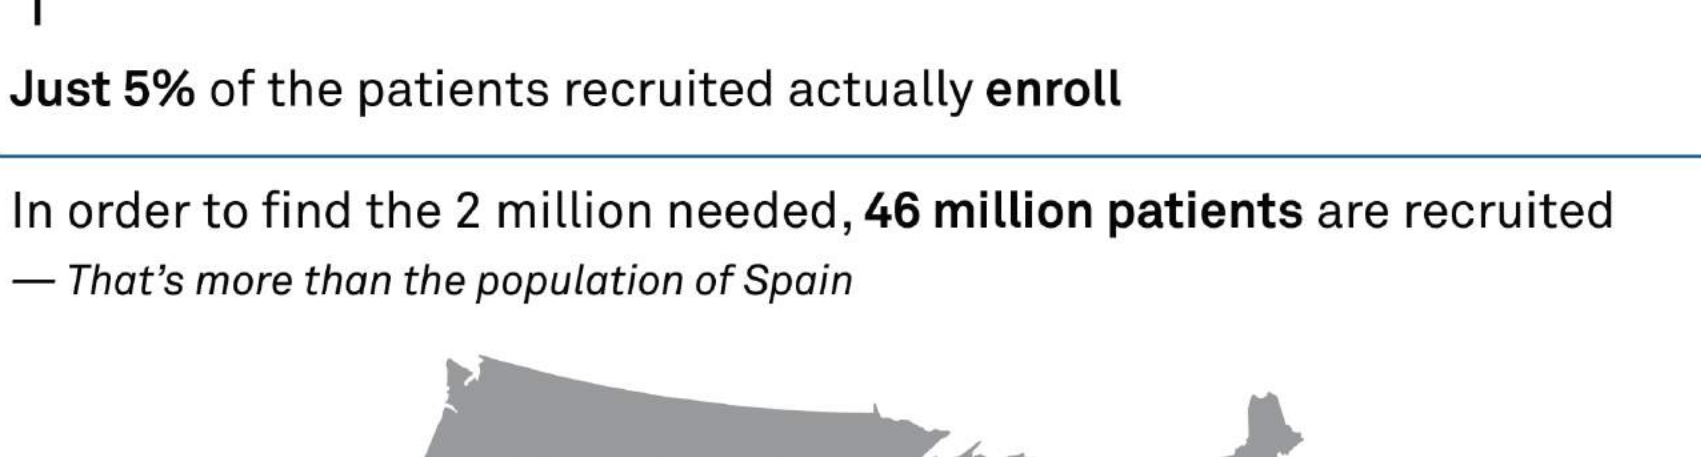 Just 5% of the patients recruited actually enroll
In order to find the 2 million needed, 46 million patients are recruited
— That's more than the population of Spain